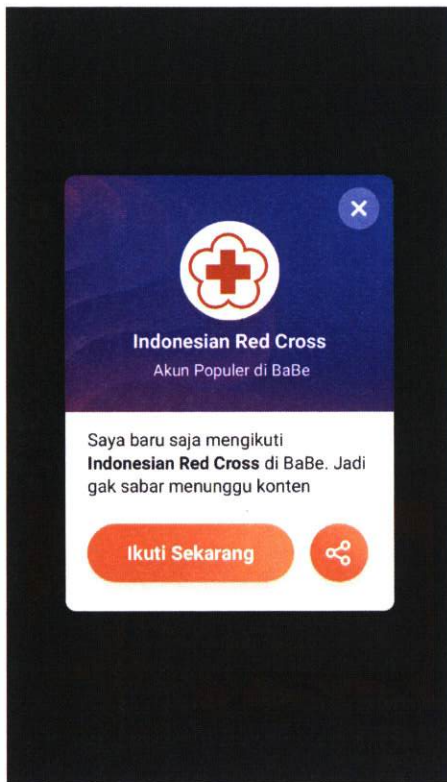 Indonesian Red Cross
Akun Populer di BaBe
Saya baru saja mengikuti
Indonesian Red Cross di BaBe. Jadi
gak sabar menunggu konten
Ikuti Sekarang